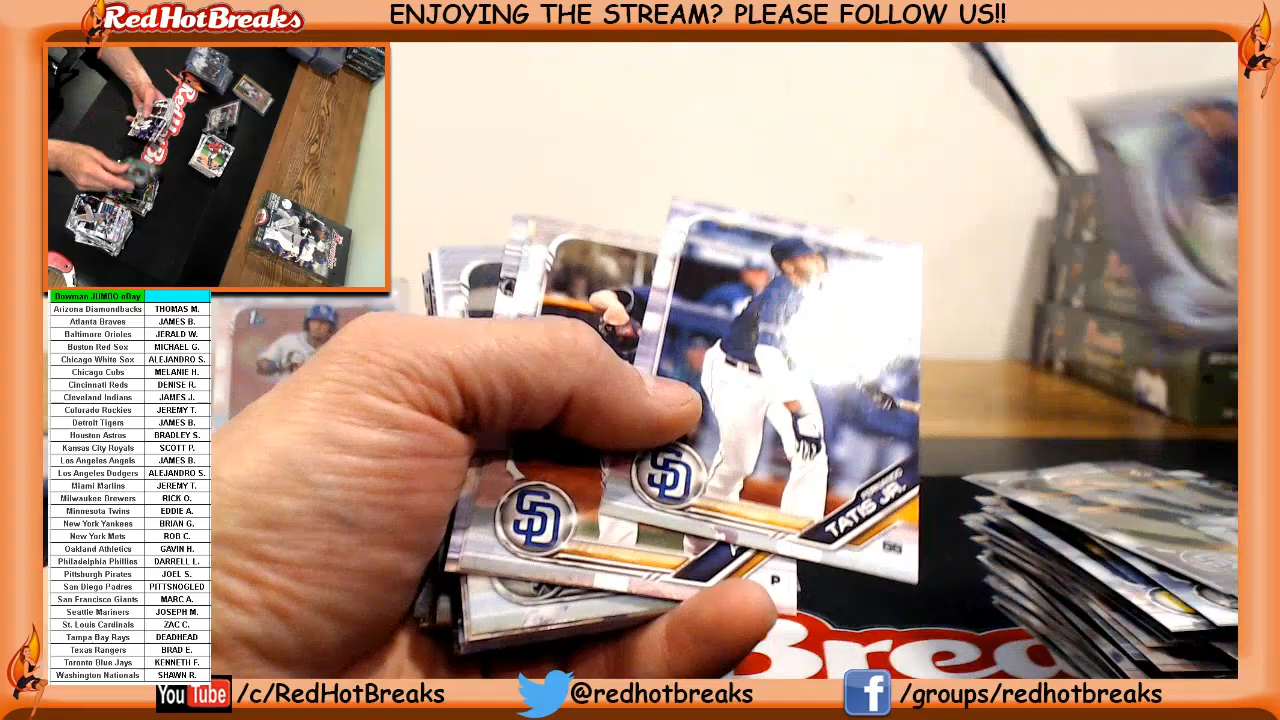 RedHotBreaks
ENJOYING THE STREAM? PLEASE FOLLOW US!!
Bowman JUMBO eBay
Arizona Diamondbacks THOMAS M.
Atlanta Braves JAMES B.
Baltimore Orioles JERALD W.
Boston Red Sox MICHAEL G.
Chicago White Sox ALEJANDRO S.
Chicago Cubs MELANIE H.
Cincinnati Reds DENISE R.
Cleveland Indians JAMES J.
Colorado Rockies JEREMY T.
Detroit Tigers JAMES B.
Houston Astros BRADLEY S.
Kansas City Royals SCOTT P.
Los Angeles Angels JAMES B.
Los Angeles Dodgers ALEJANDRO S.
Miami Marlins JEREMY T.
Milwaukee Brewers RICK O.
Minnesota Twins EDDIE A.
New York Yankees BRIAN G.
New York Mets ROB C.
Oakland Athletics GAVIN H.
Philadelphia Phillies DARRELL L.
Pittsburgh Pirates JOEL S.
San Diego Padres PITTSNOGLED
San Francisco Giants MARC A.
Seattle Mariners JOSEPH M.
St. Louis Cardinals ZAC C.
Tampa Bay Rays DEADHEAD
Texas Rangers BRAD E.
Toronto Blue Jays KENNETH F.
Washington Nationals SHAWN R.
SD
FERNANDO
TATIS JR.
SS
SD
P
Brea
YouTube /c/RedHotBreaks
@redhotbreaks
f /groups/redhotbreaks